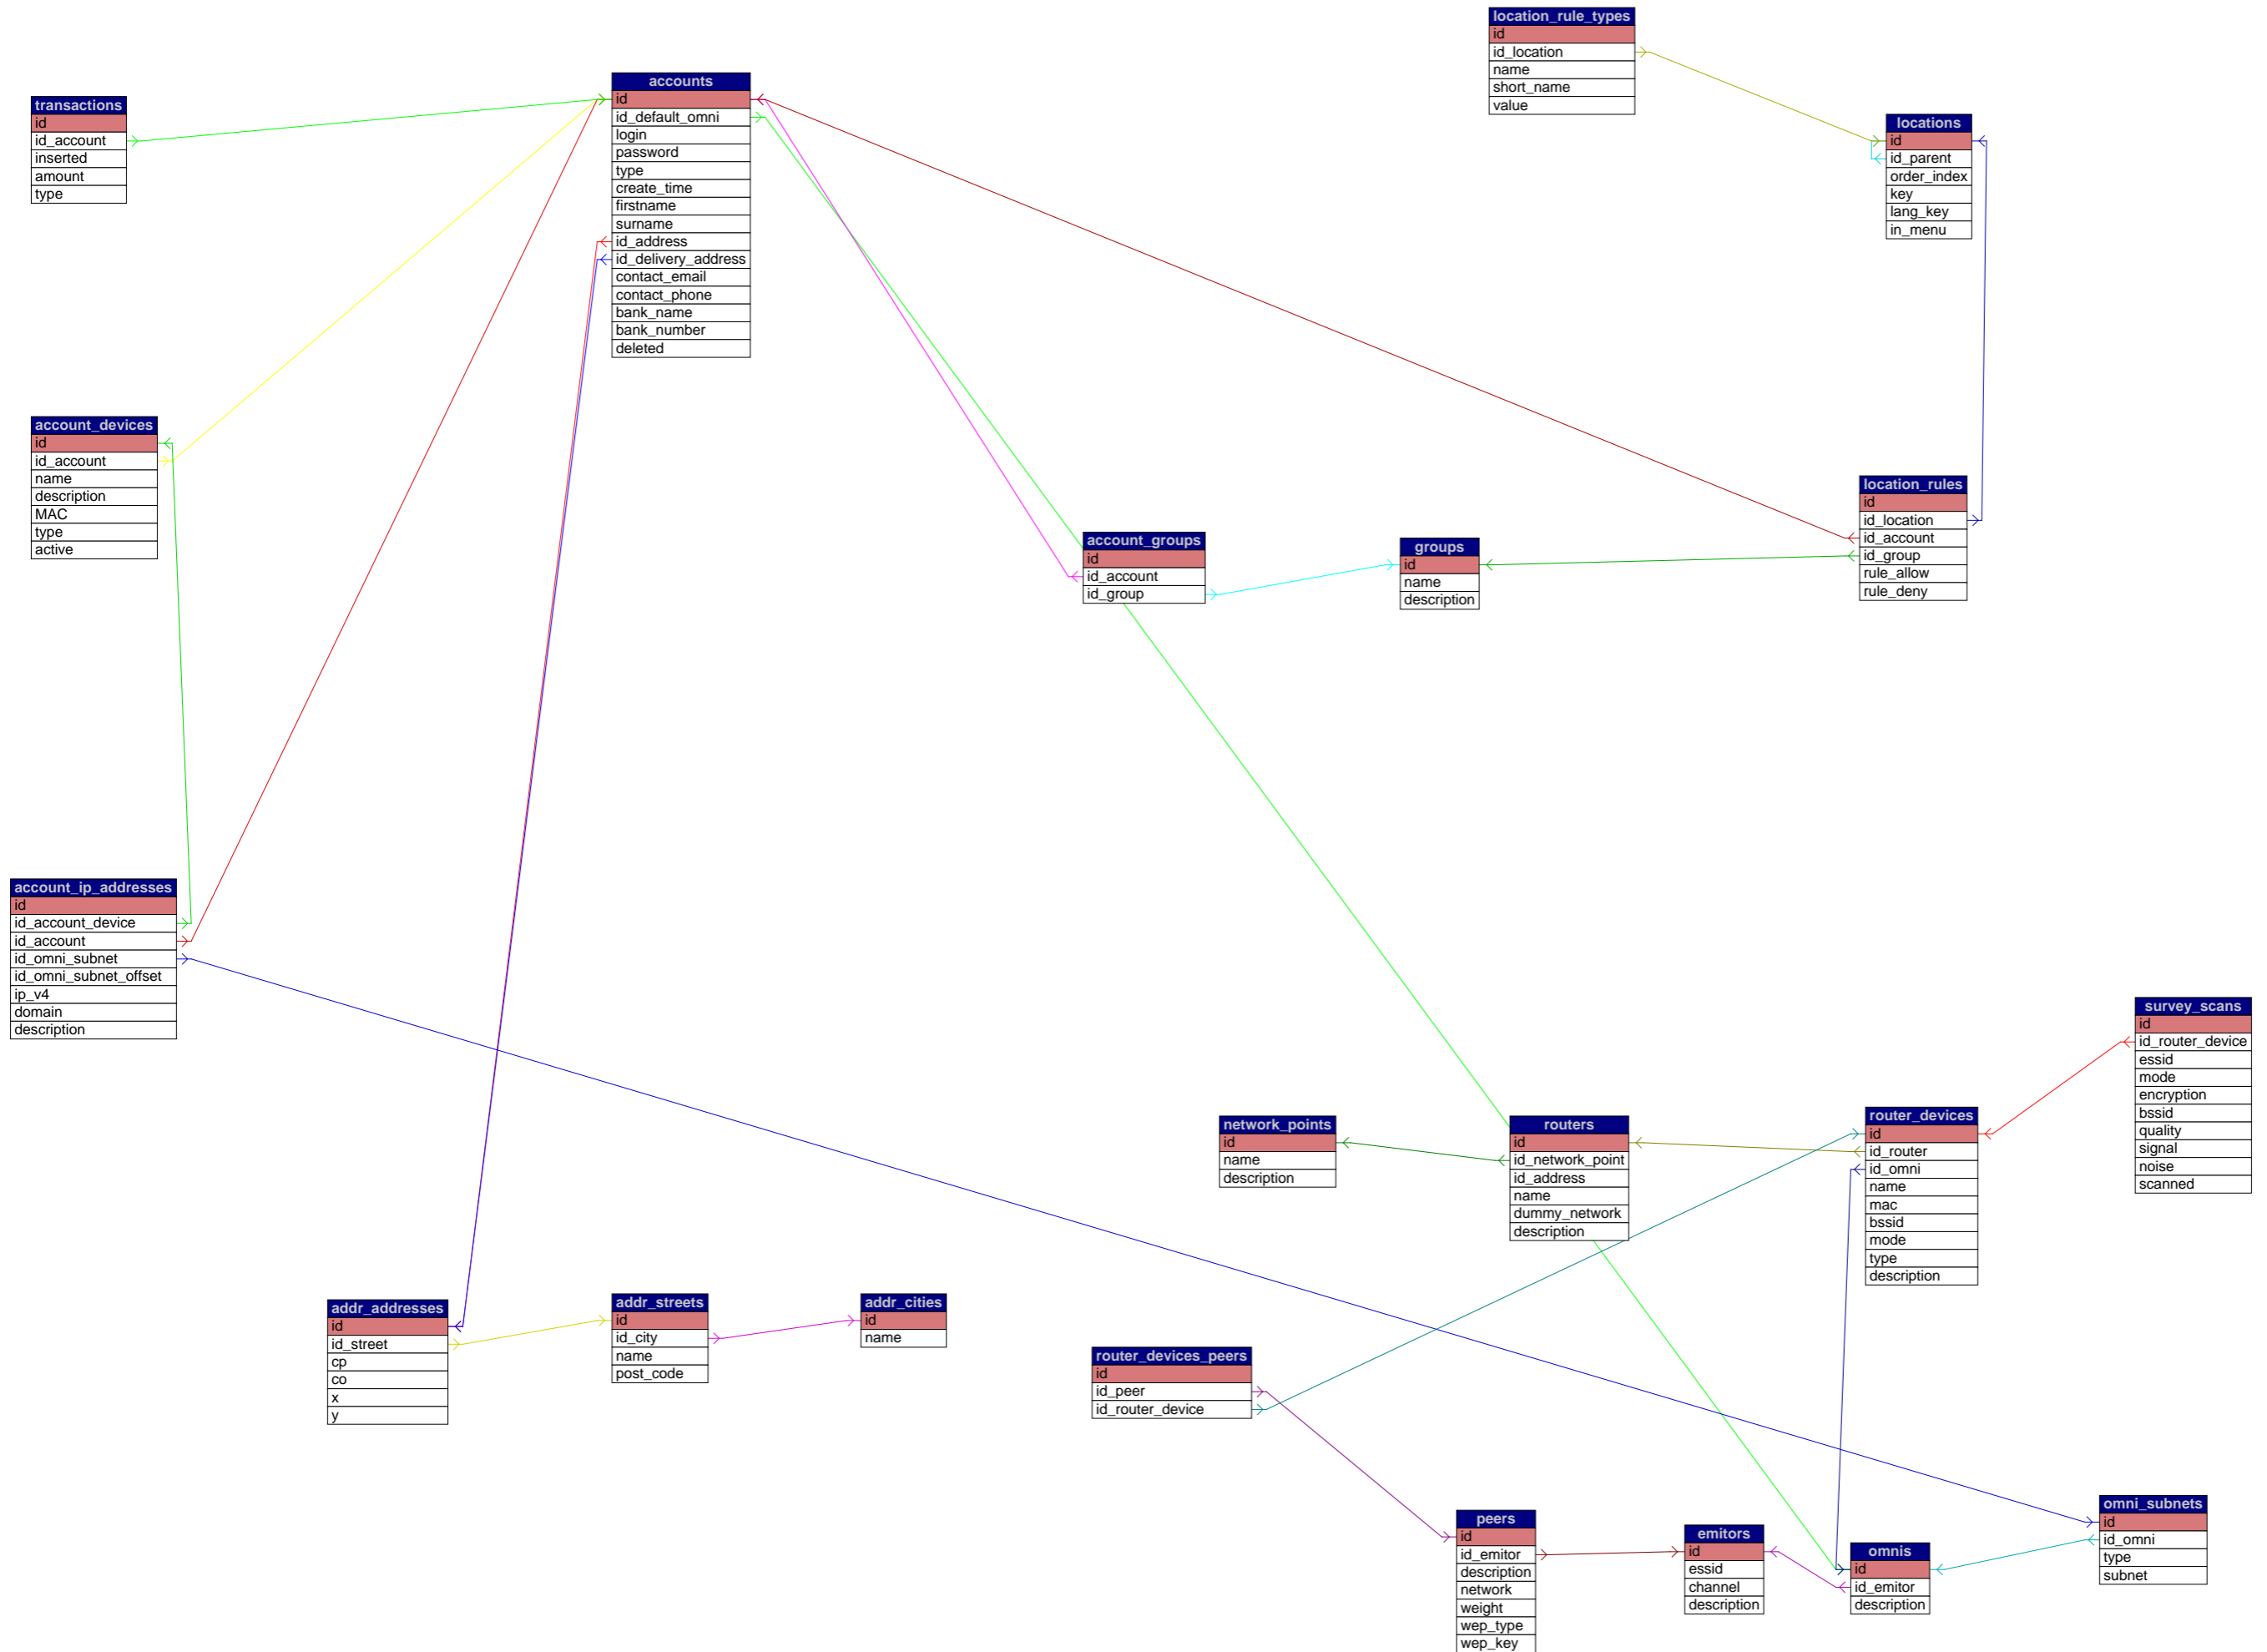 location_rule_types
id
id_location
name
short_name
value
accounts
id
id_default_omni
login
password
type
create_time
firstname
surname
id_address
id_delivery_address
contact_email
contact_phone
bank_name
bank_number
deleted
transactions
id
id_account
inserted
amount
type
locations
id
id_parent
order_index
key
lang_key
in_menu
account_devices
id
id_account
name
description
MAC
type
active
location_rules
id
id_location
id_account
id_group
rule_allow
rule_deny
account_groups
id
id_account
id_group
groups
id
name
description
account_ip_addresses
id
id_account_device
id_account
id_omni_subnet
id_omni_subnet_offset
ip_v4
domain
description
survey_scans
id
id_router_device
essid
mode
encryption
bssid
quality
signal
noise
scanned
network_points
id
name
description
routers
id
id_network_point
id_address
name
dummy_network
description
router_devices
id
id_router
id_omni
name
mac
bssid
mode
type
description
addr_addresses
id
id_street
cp
co
x
y
addr_streets
id
id_city
name
post_code
addr_cities
id
name
router_devices_peers
id
id_peer
id_router_device
peers
id
id_emitor
description
network
weight
wep_type
wep_key
emitors
id
essid
channel
description
omnis
id
id_emitor
description
omni_subnets
id
id_omni
type
subnet